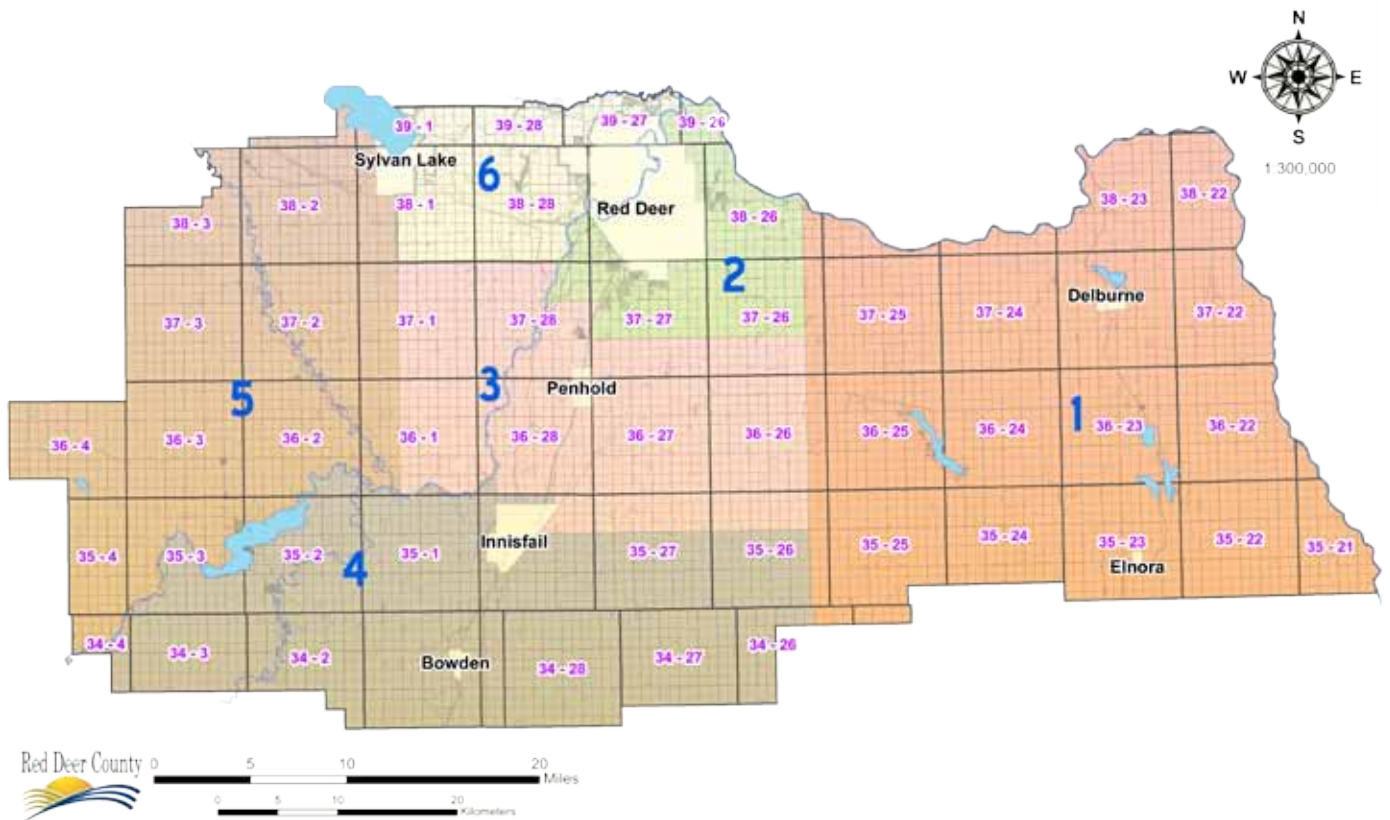 N
W E
S
1:300,000
39 - 1 39 - 28 39 - 27 39 - 26
Sylvan Lake
6
38 - 3 38 - 2 38 - 1 38 - 28 Red Deer 38 - 26 38 - 23 38 - 22
2
Delburne
37 - 3 37 - 2 37 - 1 37 - 28 37 - 27 37 - 26 37 - 25 37 - 24 37 - 22
5 3 Penhold 1
36 - 4 36 - 3 36 - 2 36 - 1 36 - 28 36 - 27 36 - 26 36 - 25 36 - 24 36 - 23 36 - 22
35 - 4 35 - 3 35 - 2 35 - 1 Innisfail 35 - 27 35 - 26 35 - 25 35 - 24 35 - 23 35 - 22 35 - 21
4 Elnora
34 - 4 34 - 3 34 - 2 Bowden 34 - 28 34 - 27 34 - 26
Red Deer County
0 5 10 20 Miles
0 5 10 20 Kilometers